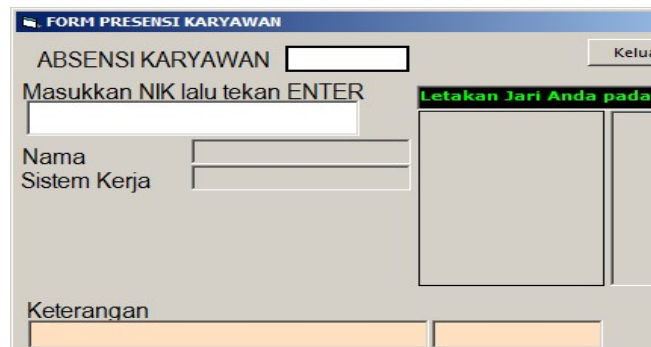 FORM PRESENSI KARYAWAN
ABSENSI KARYAWAN
Masukkan NIK lalu tekan ENTER
Letakan Jari Anda pada
Nama
Sistem Kerja
Keterangan